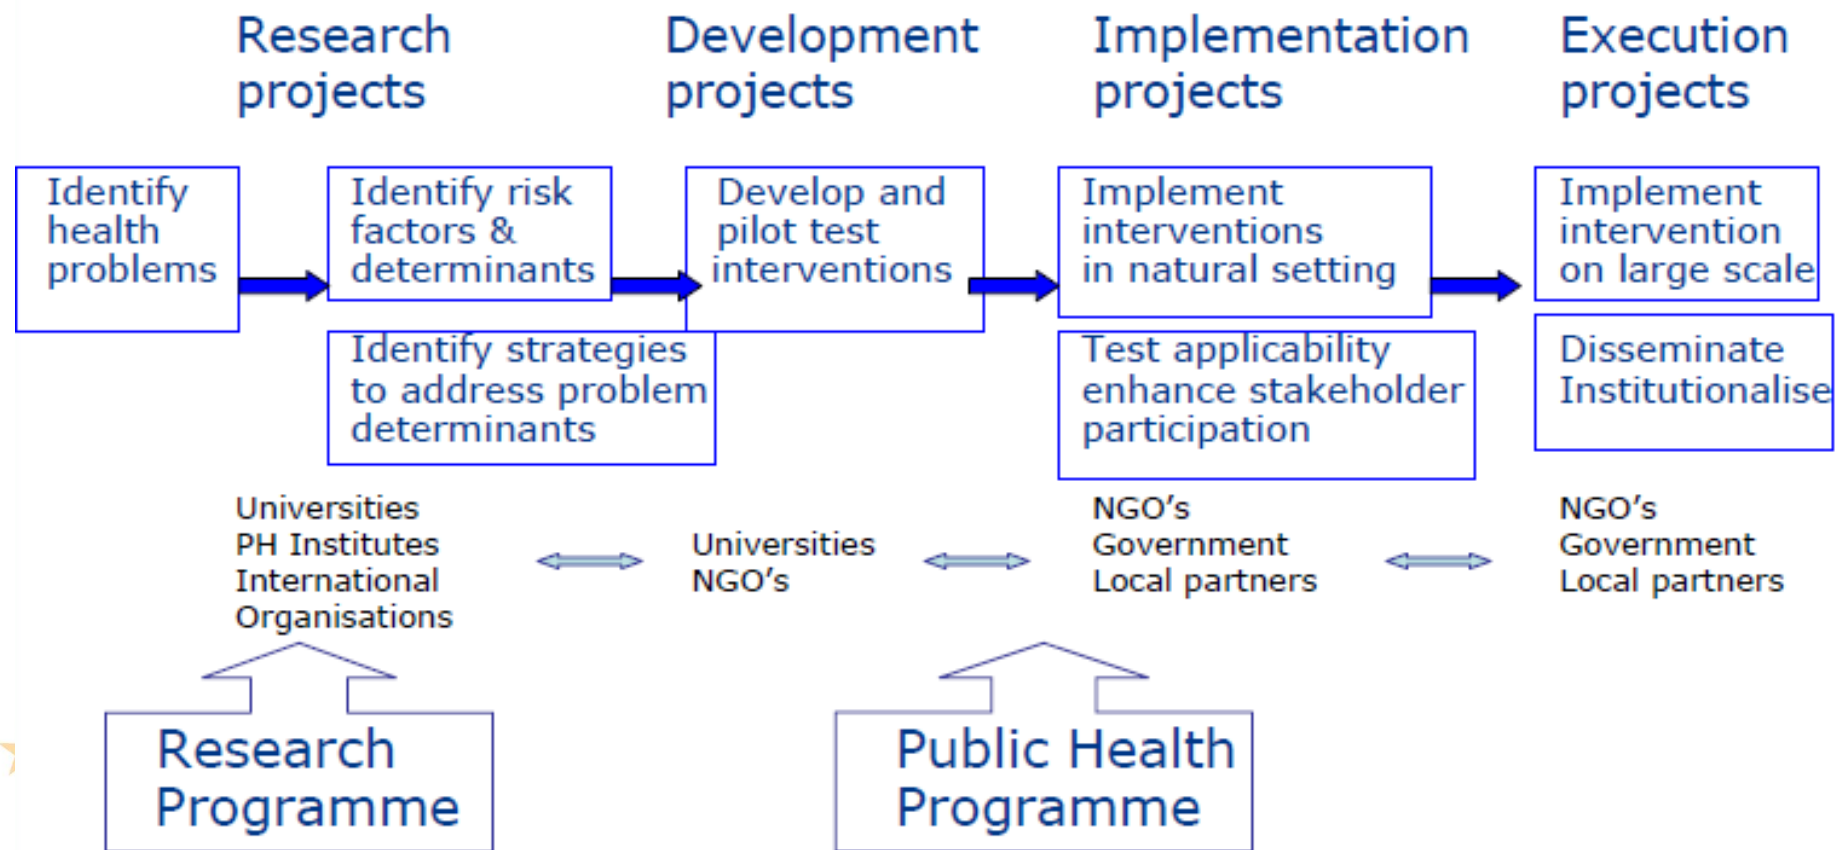 Research
projects
Development
projects
Implementation
projects
Execution
projects
Identify
health
problems
Identify risk
factors &
determinants
Identify strategies
to address problem
determinants
Develop and
pilot test
interventions
Implement
interventions
in natural setting
Test applicability
enhance stakeholder
participation
Implement
intervention
on large scale
Disseminate
Institutionalise
Universities
PH Institutes
International
Organisations
Universities
NGO's
NGO's
Government
Local partners
NGO's
Government
Local partners
Research
Programme
Public Health
Programme